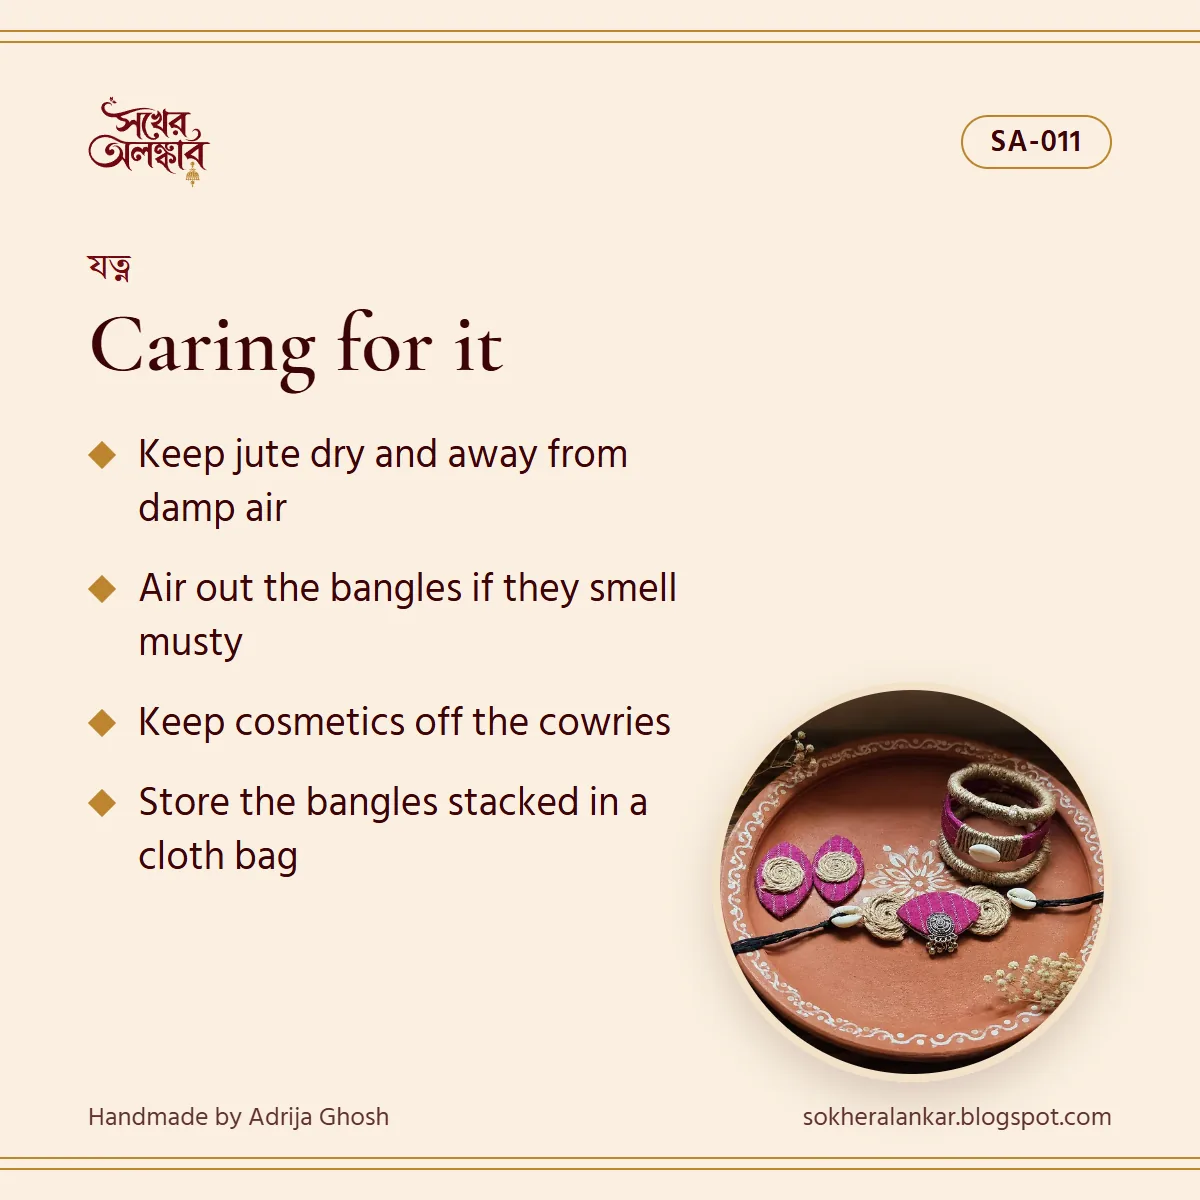 সখের
অলঙ্কার
SA-011
যত্ন
Caring for it
Keep jute dry and away from
damp air
Air out the bangles if they smell
musty
Keep cosmetics off the cowries
Store the bangles stacked in a
cloth bag
Handmade by Adrija Ghosh
sokheralankar.blogspot.com